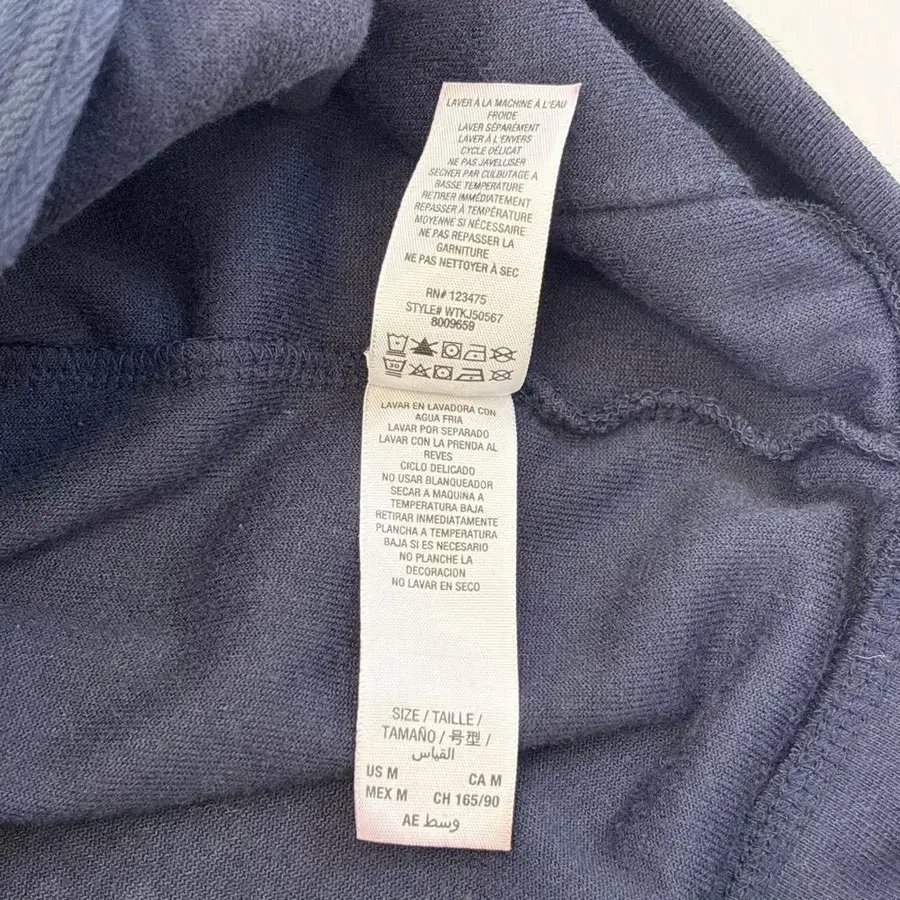 LAVER À LA MACHINE À L'EAU
FROIDE
LAVER SÉPARÉMENT
LAVER À L'ENVERS
CYCLE DÉLICAT
NE PAS JAVELLISER
SECHER PAR CULBUTAGE A
BASSE TEMPERATURE
RETIRER IMMÉDIATEMENT
REPASSER À TEMPÉRATURE
MOYENNE SI NÉCESSAIRE
NE PAS REPASSER LA
GARNITURE
NE PAS NETTOYER À SEC
RN# 123475
STYLE# WTKJ50567
8009659
30
LAVAR EN LAVADORA CON
AGUA FRIA
LAVAR POR SEPARADO
LAVAR CON LA PRENDA AL
REVES
CICLO DELICADO
NO USAR BLANQUEADOR
SECAR A MAQUINA A
TEMPERATURA BAJA
RETIRAR INMEDIATAMENTE
PLANCHA A TEMPERATURA
BAJA SI ES NECESARIO
NO PLANCHE LA
DECORACION
NO LAVAR EN SECO
SIZE / TAILLE /
TAMAÑO / 号型 /
القياس
US M CA M
MEX M CH 165/90
AE وسط